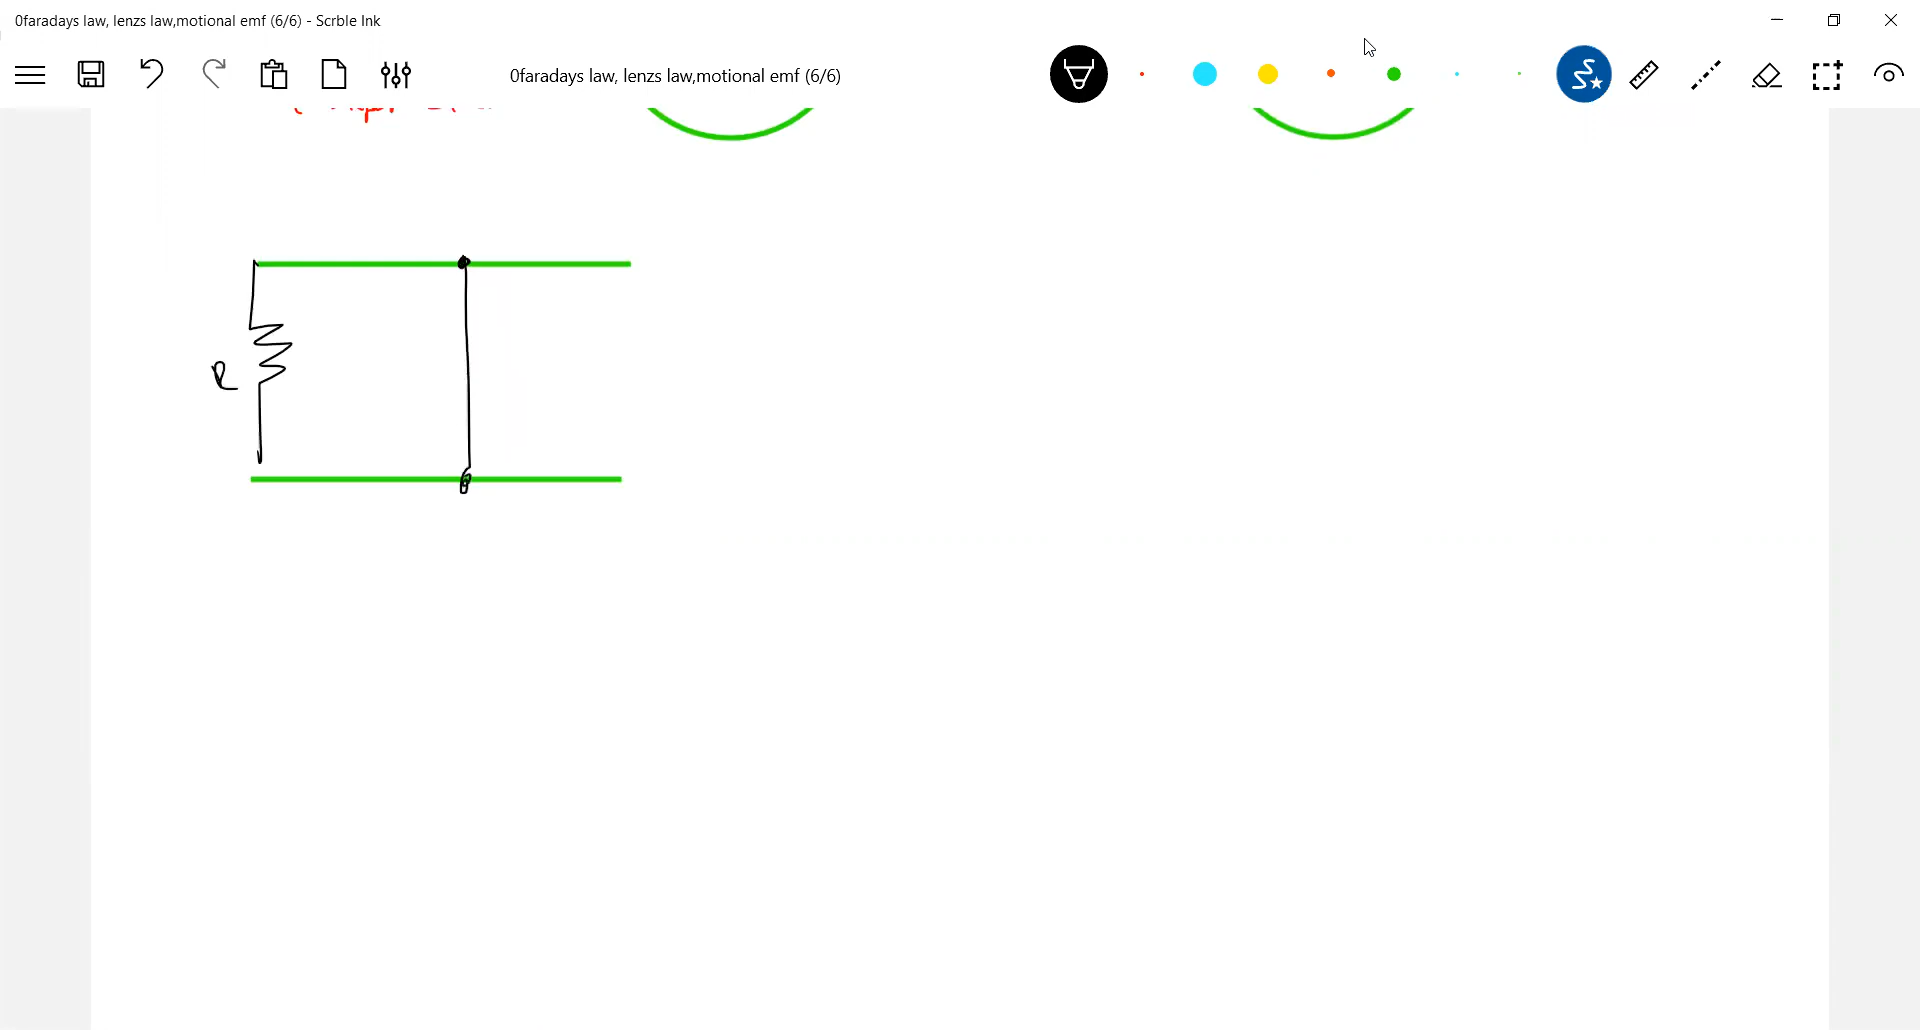 0faradays law, lenzs law,motional emf (6/6) - Scrble Ink
0faradays law, lenzs law,motional emf (6/6)
R